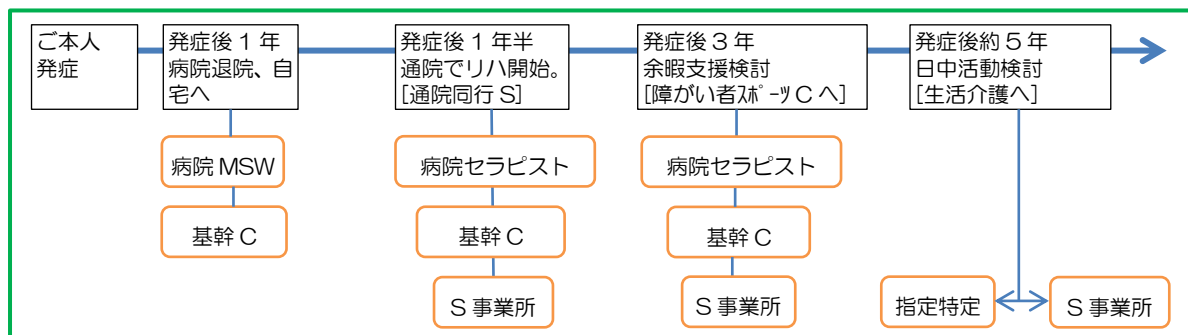 ご本人
発症
発症後１年
病院退院、自
宅へ
発症後１年半
通院でリハ開始。
[通院同行Ｓ]
発症後３年
余暇支援検討
[障がい者ｽﾎﾟｰﾂＣへ]
発症後約５年
日中活動検討
[生活介護へ]
病院MSW
基幹Ｃ
病院セラピスト
基幹Ｃ
Ｓ事業所
病院セラピスト
基幹Ｃ
Ｓ事業所
指定特定
Ｓ事業所